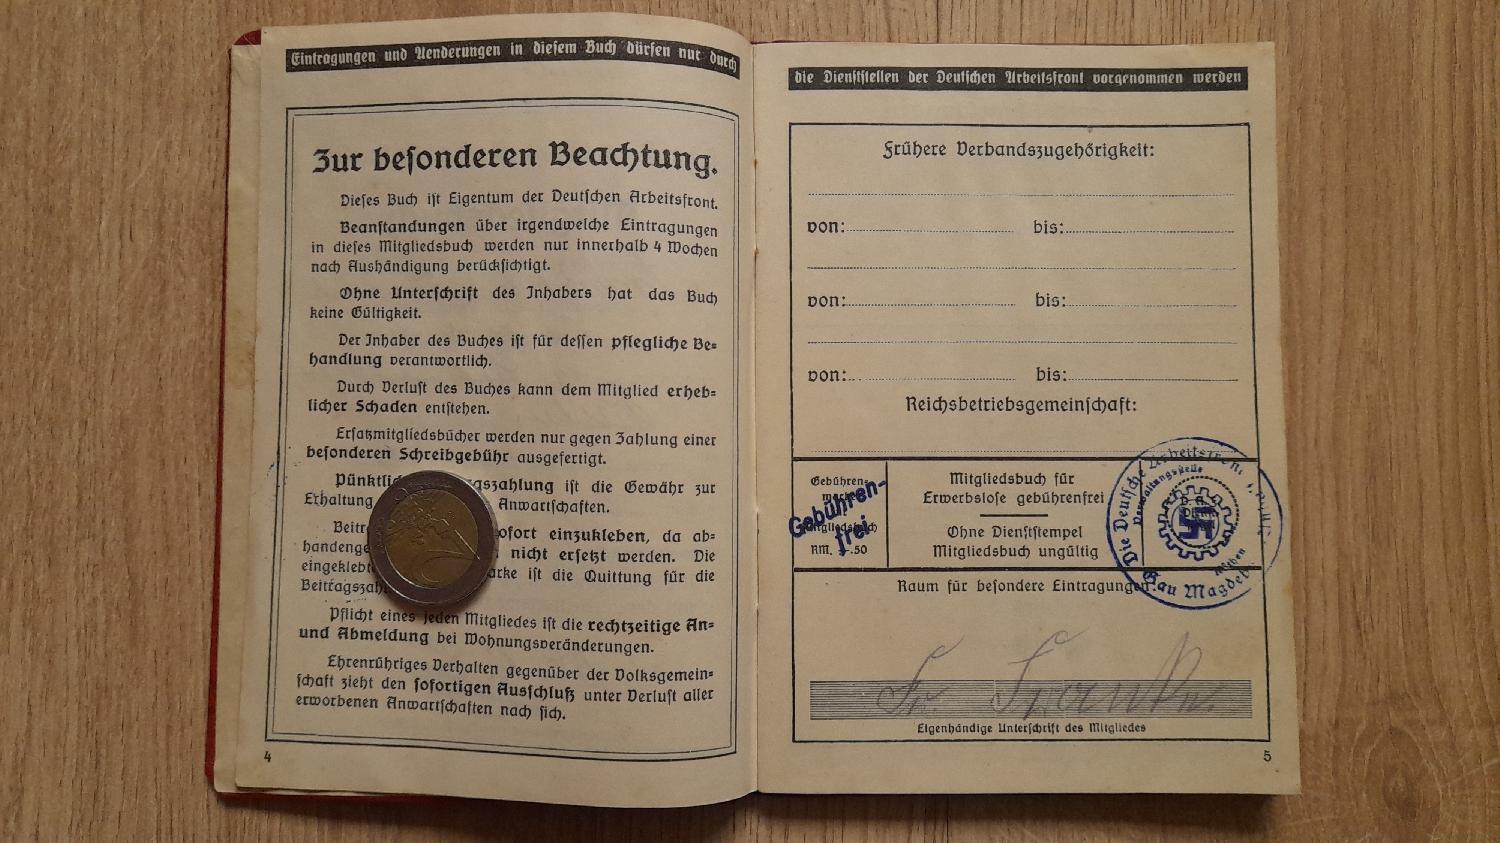 Eintragungen und Aenderungen in diesem Buch dürfen nur durch
Zur besonderen Beachtung.
Dieses Buch ist Eigentum der Deutschen Arbeitsfront.
Beanstandungen über irgendwelche Eintragungen
in dieses Mitgliedsbuch werden nur innerhalb 4 Wochen
nach Aushändigung berücksichtigt.
Ohne Unterschrift des Inhabers hat das Buch
keine Gültigkeit.
Der Inhaber des Buches ist für dessen pflegliche Be-
handlung verantwortlich.
Durch Verlust des Buches kann dem Mitglied erheb-
licher Schaden entstehen.
Ersatzmitgliedsbücher werden nur gegen Zahlung einer
besonderen Schreibgebühr ausgefertigt.
ist die Gewähr zur
Erhaltung Anwartschaften.
einzukleben, da ab-
nicht ersetzt werden. Die
ist die Quittung für die
Pflicht eines jeden Mitgliedes ist die rechtzeitige An-
und Abmeldung bei Wohnungsveränderungen.
Ehrenrühriges Verhalten gegenüber der Volksgemein-
schaft zieht den sofortigen Ausschluß unter Verlust aller
erworbenen Anwartschaften nach sich.
4
die Dienststellen der Deutschen Arbeitsfront vorgenommen werden
Frühere Verbandszugehörigkeit:
von: bis:
von: bis:
von: bis:
Reichsbetriebsgemeinschaft:
Gebühren-
RM. -.50
Gebühren-
frei
Mitgliedsbuch für
Erwerbslose gebührenfrei
Ohne Dienststempel
Mitgliedsbuch ungültig
Die Deutsche Arbeitsfront
Verwaltungsstelle
Gau
Raum für besondere Eintragungen:
Eigenhändige Unterschrift des Mitgliedes
5